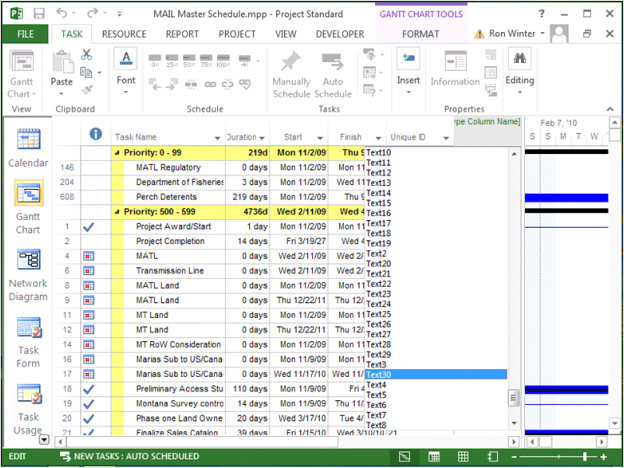 MAIL Master Schedule.mpp - Project Standard
GANTT CHART TOOLS
FILE TASK RESOURCE REPORT PROJECT VIEW DEVELOPER FORMAT Ron Winter
Gantt Chart
Paste
Font
Manually Schedule
Auto Schedule
Insert
Information
Editing
View Clipboard Schedule Tasks Properties
Calendar
Gantt Chart
Network Diagram
Task Form
Task Usage
ype Column Name]
Feb 7, '10
Task Name Duration Start Finish Unique ID S S M T W
Priority: 0 - 99 219d Mon 11/2/09 Thu 9 Text10
146 MATL Regulatory 0 days Mon 11/2/09 Mon 11 Text11
Text12
204 Department of Fisheries 3 days Mon 11/2/09 Wed 11 Text13
608 Perch Deterents 219 days Mon 11/2/09 Thu 9 Text14
Text15
Priority: 500 - 599 4736d Wed 2/11/09 Wed 4 Text16
1 Project Award/Start 1 day Mon 11/2/09 Mon 11 Text17
Text18
2 Project Completion 14 days Fri 3/19/27 Wed 4 Text19
4 MATL 0 days Wed 2/11/09 Wed 2/ Text2
Text20
6 Transmission Line 0 days Wed 2/11/09 Wed 2/ Text21
8 MATL Land 0 days Mon 11/2/09 Mon 11 Text22
Text23
9 MATL Land 0 days Thu 12/22/11 Thu 12/ Text24
11 MT Land 0 days Mon 11/2/09 Mon 11 Text25
Text26
12 MT Land 0 days Thu 12/22/11 Thu 12/ Text27
14 MT RoW Consideration 0 days Mon 11/2/09 Mon 11 Text28
Text29
16 Marias Sub to US/Cana 0 days Mon 11/9/09 Mon 11/ Text3
17 Marias Sub to US/Cana 0 days Wed 11/17/10 Wed 11/ Text30
18 Preliminary Access Stu 110 days Mon 11/9/09 Fri 4 Text4
Text5
19 Montana Survey contro 14 days Mon 11/9/09 Thu 11/ Text6
20 Phase one Land Owne 20 days Wed 3/17/10 Tue 4/ Text7
Text8
21 Finalize Sales Catalog 39 days Fri 1/15/10 Wed 3/10/10 21
EDIT NEW TASKS : AUTO SCHEDULED